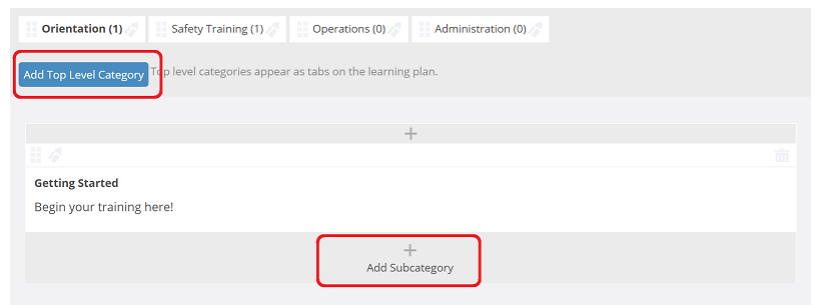 Orientation (1) Safety Training (1) Operations (0) Administration (0)
Add Top Level Category Top level categories appear as tabs on the learning plan.
+
Getting Started
Begin your training here!
+
Add Subcategory